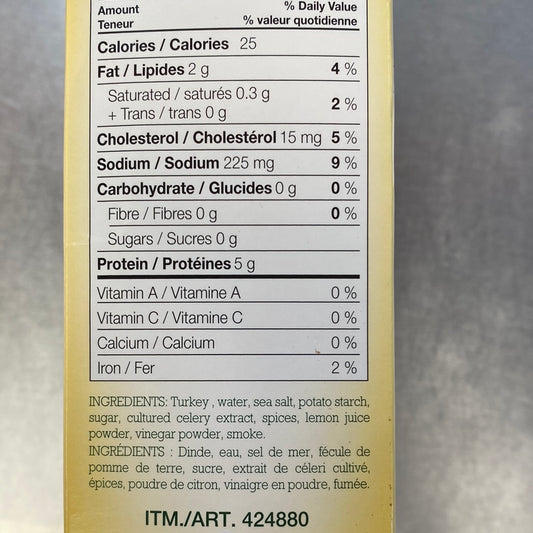 Amount % Daily Value
Teneur % valeur quotidienne
Calories / Calories 25
Fat / Lipides 2 g 4 %
Saturated / saturés 0.3 g
+ Trans / trans 0 g 2 %
Cholesterol / Cholestérol 15 mg 5 %
Sodium / Sodium 225 mg 9 %
Carbohydrate / Glucides 0 g 0 %
Fibre / Fibres 0 g 0 %
Sugars / Sucres 0 g
Protein / Protéines 5 g
Vitamin A / Vitamine A 0 %
Vitamin C / Vitamine C 0 %
Calcium / Calcium 0 %
Iron / Fer 2 %
INGREDIENTS: Turkey , water, sea salt, potato starch,
sugar, cultured celery extract, spices, lemon juice
powder, vinegar powder, smoke.
INGRÉDIENTS : Dinde, eau, sel de mer, fécule de
pomme de terre, sucre, extrait de céleri cultivé,
épices, poudre de citron, vinaigre en poudre, fumée.
ITM./ART. 424880